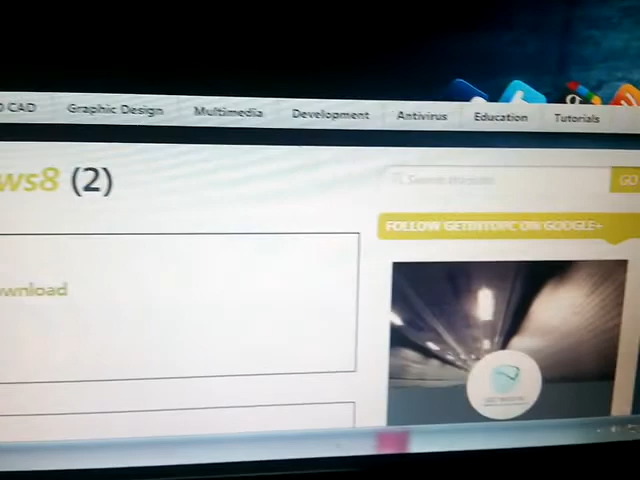 CAD
Graphic Design
Multimedia
Development
Antivirus
Education
Tutorials
ws8 (2)
GO
FOLLOW GETINTOPC ON GOOGLE+
wnload